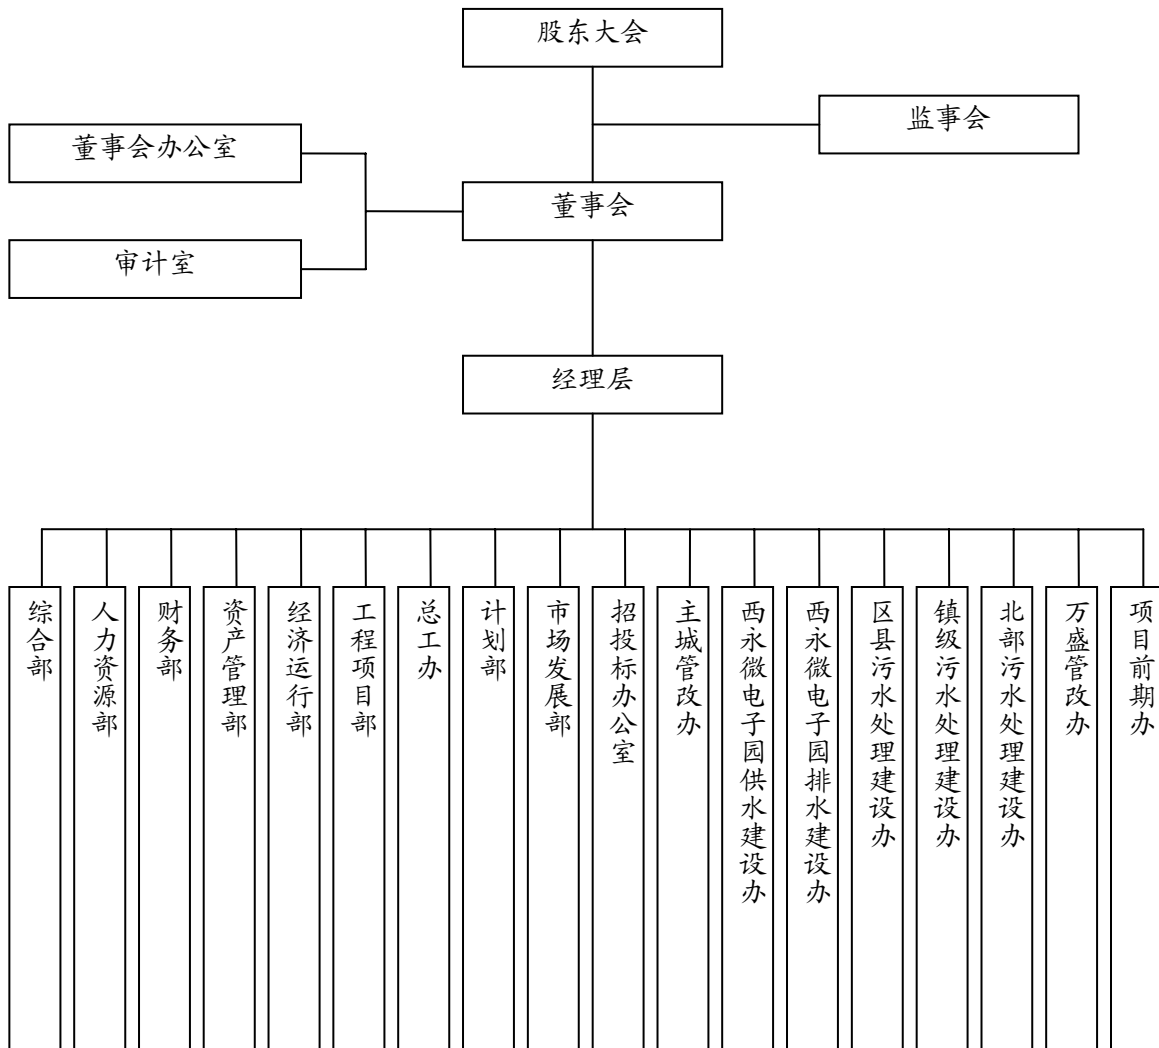 股东大会
监事会
董事会办公室
董事会
审计室
经理层
综合部
人力资源部
财务部
资产管理部
经济运行部
工程项目部
总工办
计划部
市场发展部
招投标办公室
主城管改办
西永微电子园供水建设办
西永微电子园排水建设办
区县污水处理建设办
镇级污水处理建设办
北部污水处理建设办
万盛管改办
项目前期办